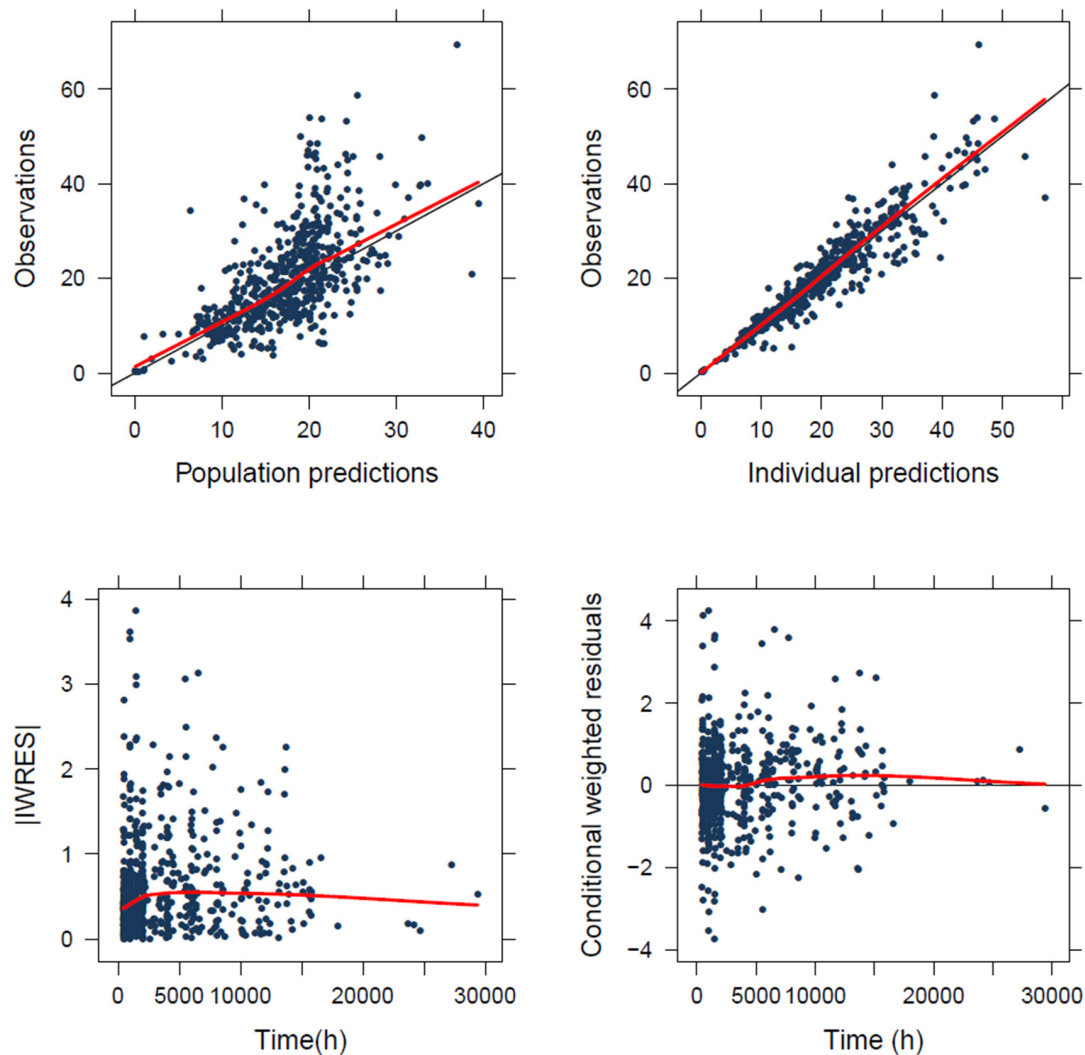 Observations
60
40
20
0
0 10 20 30 40
Population predictions
Observations
60
40
20
0
0 10 20 30 40 50
Individual predictions
|IWRES|
4
3
2
1
0
0 5000 10000 20000 30000
Time(h)
Conditional weighted residuals
4
2
0
−2
−4
0 5000 10000 20000 30000
Time (h)